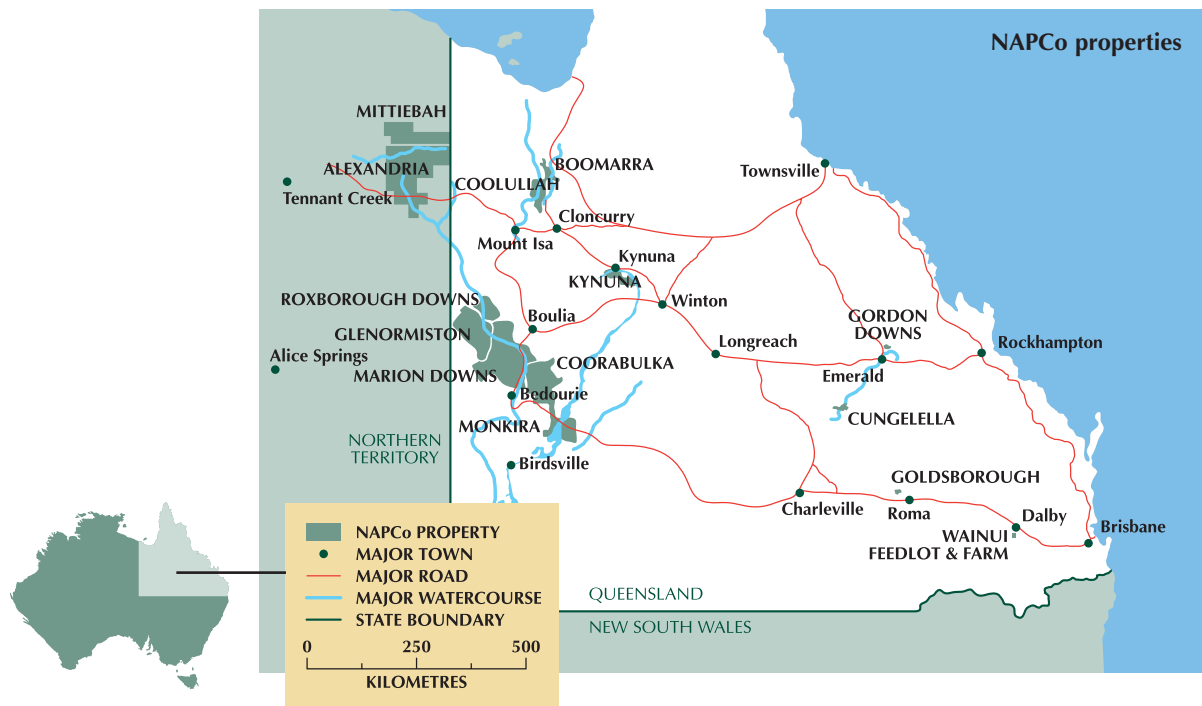 NAPCo properties
MITTIEBAH
ALEXANDRIA
Tennant Creek
COOLULLAH
BOOMARRA
Cloncurry
Mount Isa
Townsville
Kynuna
KYNUNA
Winton
ROXBOROUGH DOWNS
GLENORMISTON
Boulia
Alice Springs
MARION DOWNS
COORABULKA
Longreach
GORDON
DOWNS
Rockhampton
Emerald
Bedourie
CUNGELELLA
MONKIRA
NORTHERN
TERRITORY
Birdsville
GOLDSBOROUGH
Charleville
Roma
Dalby
WAINUI
FEEDLOT & FARM
Brisbane
QUEENSLAND
NEW SOUTH WALES
NAPCo PROPERTY
MAJOR TOWN
MAJOR ROAD
MAJOR WATERCOURSE
STATE BOUNDARY
0 250 500
KILOMETRES